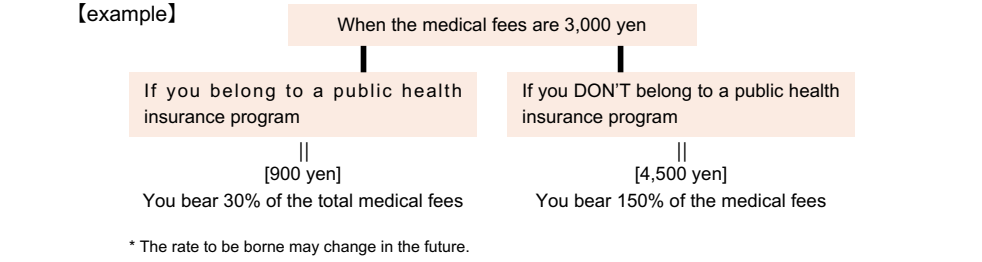 【example】
When the medical fees are 3,000 yen
If you belong to a public health
insurance program
If you DON'T belong to a public health
insurance program
||
||
[900 yen]
[4,500 yen]
You bear 30% of the total medical fees
You bear 150% of the medical fees
* The rate to be borne may change in the future.